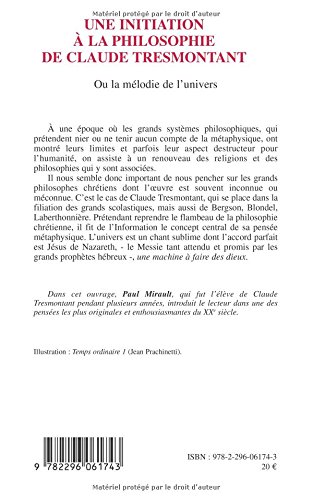 Matériel protégé par le droit d'auteur
UNE INITIATION
À LA PHILOSOPHIE
DE CLAUDE TRESMONTANT
Ou la mélodie de l'univers
À une époque où les grands systèmes philosophiques, qui
prétendent nier ou ne tenir aucun compte de la métaphysique, ont
montré leurs limites et parfois leur aspect destructeur pour
l'humanité, on assiste à un renouveau des religions et des
philosophies qui y sont associées.
Il nous semble donc important de nous pencher sur les grands
philosophes chrétiens dont l'œuvre est souvent inconnue ou
méconnue. C'est le cas de Claude Tresmontant, qui se place dans la
filiation des grands scolastiques, mais aussi de Bergson, Blondel,
Laberthonnière. Prétendant reprendre le flambeau de la philosophie
chrétienne, il fit de l'Information le concept central de sa pensée
métaphysique. L'univers est un chant sublime dont l'accord parfait
est Jésus de Nazareth, - le Messie tant attendu et promis par les
grands prophètes hébreux -, une machine à faire des dieux.
Dans cet ouvrage, Paul Mirault, qui fut l'élève de Claude
Tresmontant pendant plusieurs années, introduit le lecteur dans une des
pensées les plus originales et enthousiasmantes du XXe siècle.
Illustration : Temps ordinaire 1 (Jean Prachinetti).
9 782296 061743
ISBN : 978-2-296-06174-3
20 €
Matériel protégé par le droit d'auteur